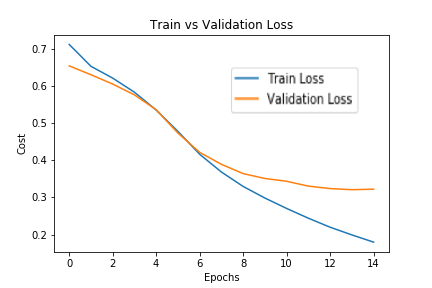 Train vs Validation Loss
0.7
0.6
0.5
0.4
0.3
0.2
Cost
Train Loss
Validation Loss
0 2 4 6 8 10 12 14
Epochs